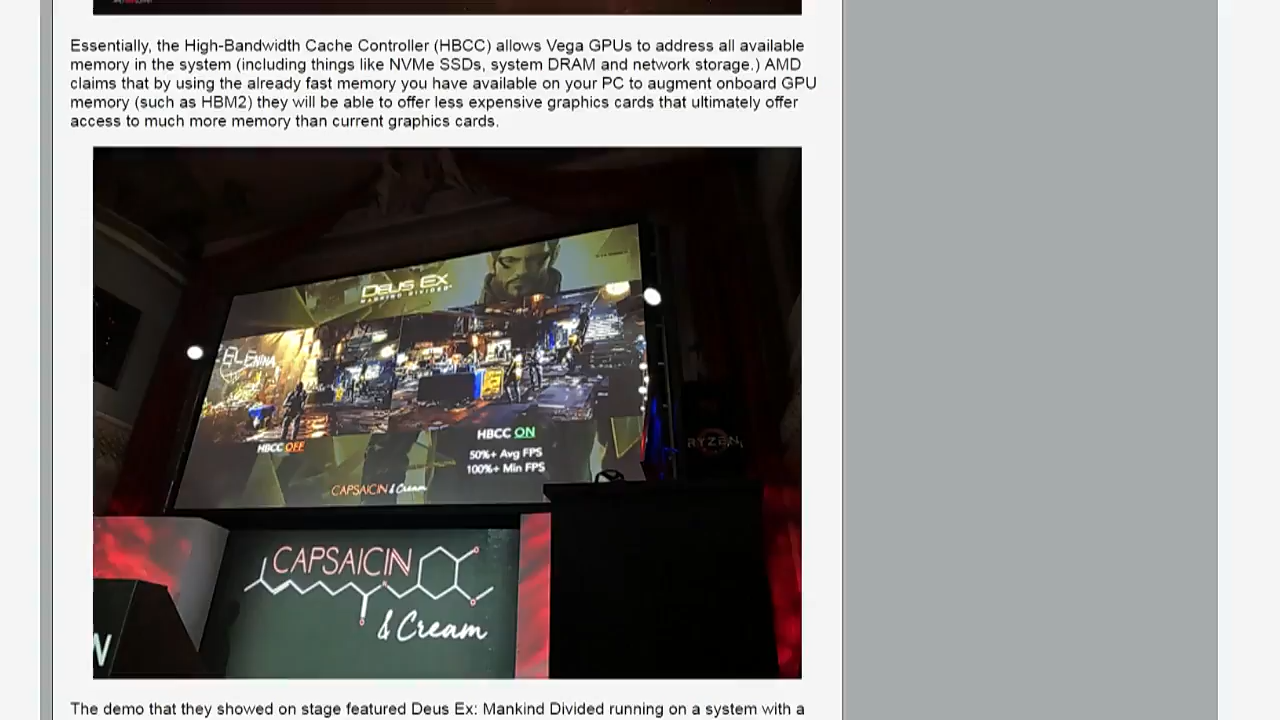 Essentially, the High-Bandwidth Cache Controller (HBCC) allows Vega GPUs to address all available
memory in the system (including things like NVMe SSDs, system DRAM and network storage.) AMD
claims that by using the already fast memory you have available on your PC to augment onboard GPU
memory (such as HBM2) they will be able to offer less expensive graphics cards that ultimately offer
access to much more memory than current graphics cards.
DEUS EX
MANKIND DIVIDED
HBCC OFF
HBCC ON
50%+ Avg FPS
100%+ Min FPS
CAPSAICIN & Cream
RYZEN
CAPSAICIN
& Cream
The demo that they showed on stage featured Deus Ex: Mankind Divided running on a system with a